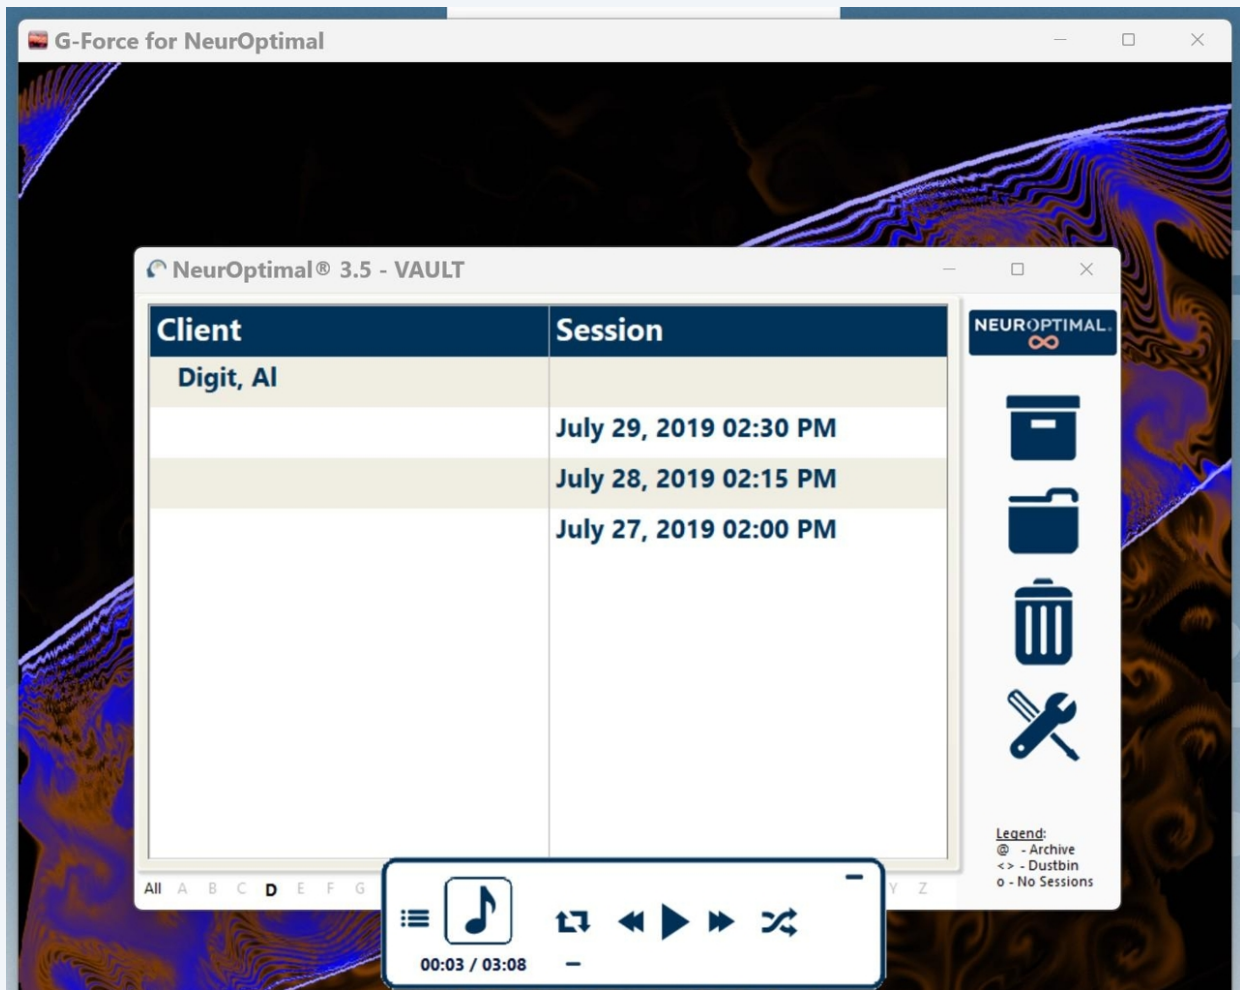 G-Force for NeurOptimal
NeurOptimal® 3.5 - VAULT
Client Session
Digit, Al
July 29, 2019 02:30 PM
July 28, 2019 02:15 PM
July 27, 2019 02:00 PM
NEUROPTIMAL.
Legend:
@ - Archive
<> - Dustbin
o - No Sessions
All A B C D E F G Y Z
00:03 / 03:08